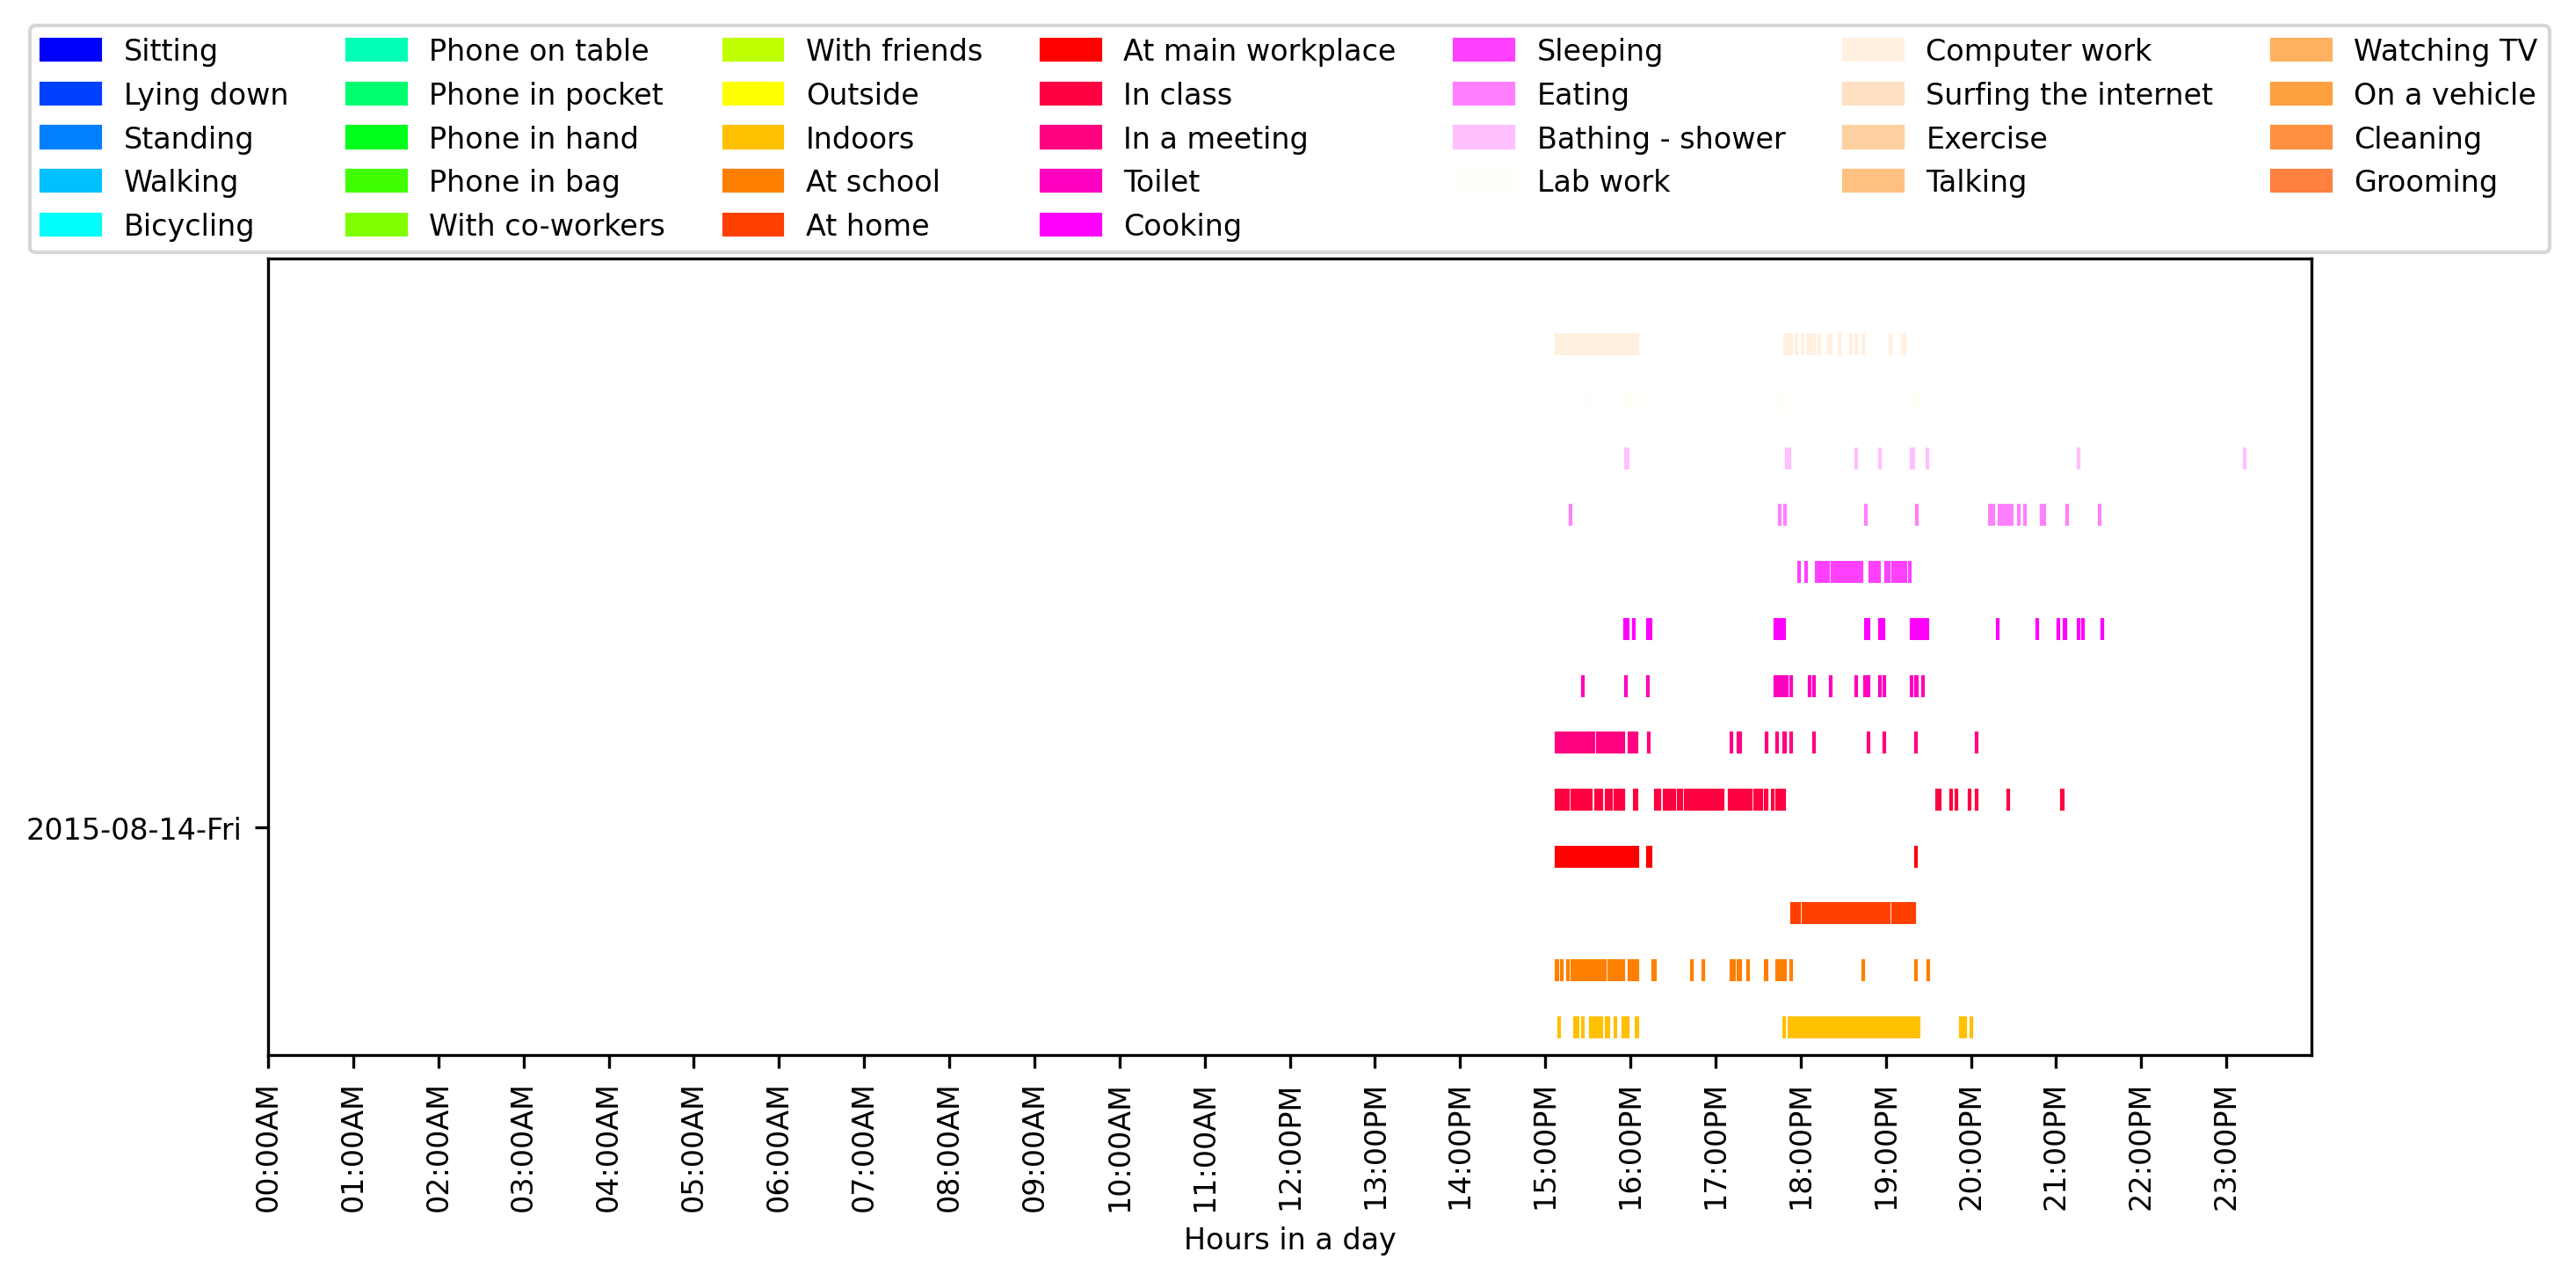 Sitting
Lying down
Standing
Walking
Bicycling
Phone on table
Phone in pocket
Phone in hand
Phone in bag
With co-workers
With friends
Outside
Indoors
At school
At home
At main workplace
In class
In a meeting
Toilet
Cooking
Sleeping
Eating
Bathing - shower
Lab work
Computer work
Surfing the internet
Exercise
Talking
Watching TV
On a vehicle
Cleaning
Grooming
2015-08-14-Fri
00:00AM
01:00AM
02:00AM
03:00AM
04:00AM
05:00AM
06:00AM
07:00AM
08:00AM
09:00AM
10:00AM
11:00AM
12:00PM
13:00PM
14:00PM
15:00PM
16:00PM
17:00PM
18:00PM
19:00PM
20:00PM
21:00PM
22:00PM
23:00PM
Hours in a day